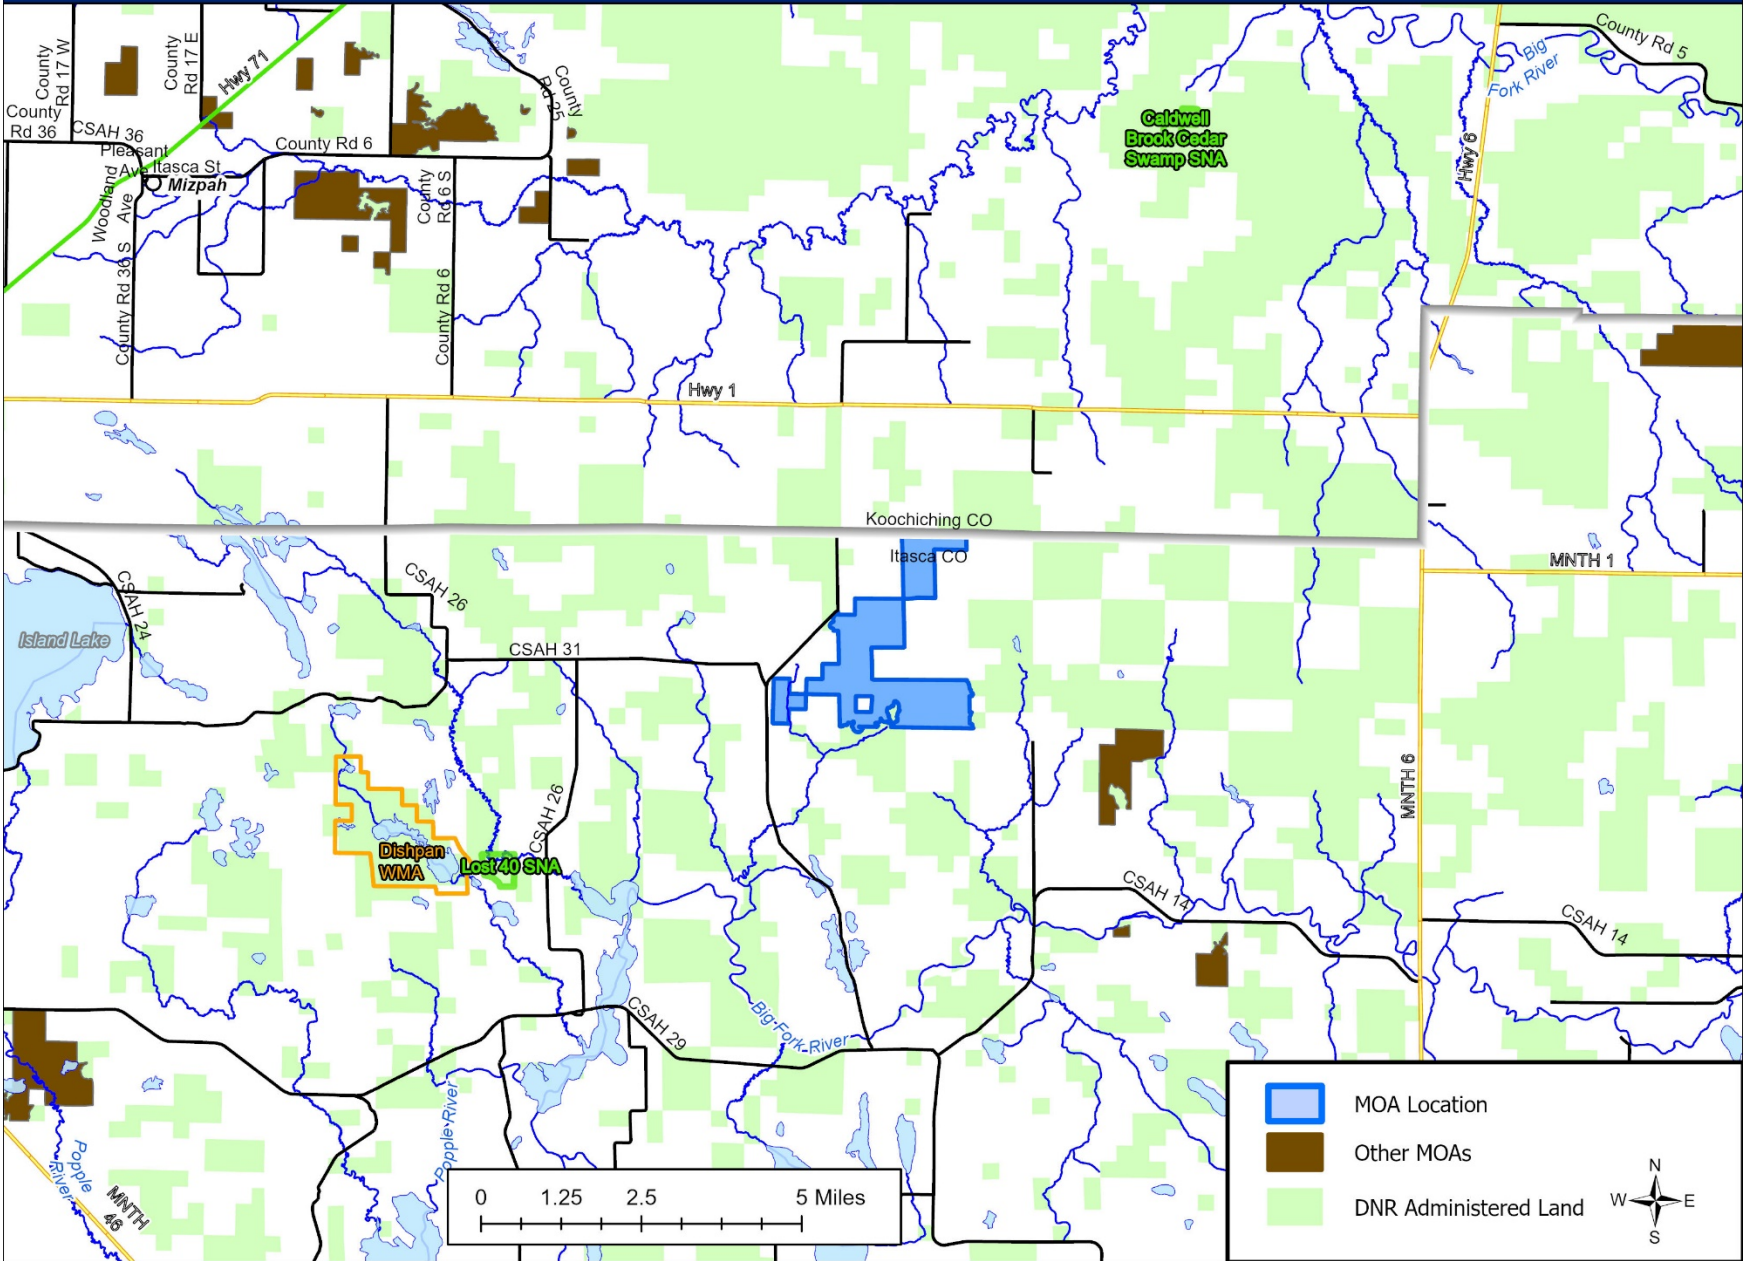 County
Rd 17 W
County
Rd 17 E
Hwy 71
County
Rd 36
CSAH 36
Pleasant
Ave
Itasca St
Mizpah
County Rd 6
Woodland
Ave
County Rd 36 S
County
Rd 6 S
County Rd 6
County
Rd 25
Caldwell
Brook Cedar
Swamp SNA
Hwy 6
Big
Fork River
County Rd 5
Hwy 1
Koochiching CO
Itasca CO
MNTH 1
CSAH 24
Island Lake
CSAH 26
CSAH 31
CSAH 26
Dishpan
WMA
Lost 40 SNA
MNTH 6
CSAH 14
CSAH 14
CSAH 29
Big Fork River
Popple River
Popple
River
MNTH
46
0 1.25 2.5 5 Miles
MOA Location
Other MOAs
DNR Administered Land
N
W E
S